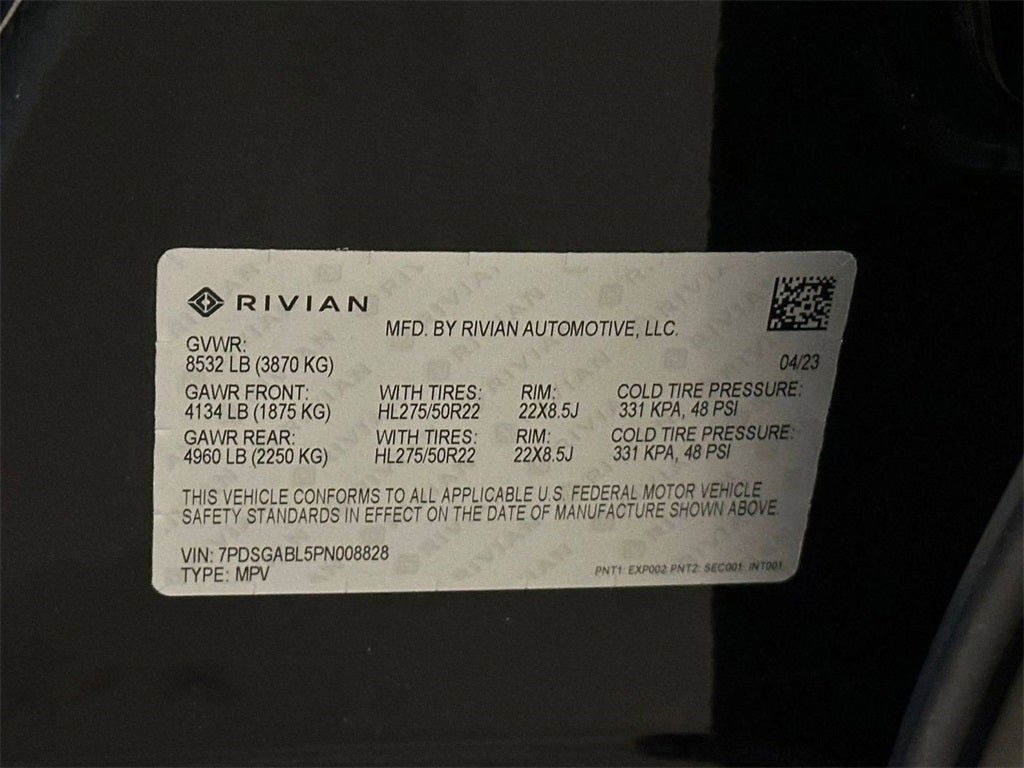 RIVIAN
MFD. BY RIVIAN AUTOMOTIVE, LLC.
GVWR:
8532 LB (3870 KG)
04/23
GAWR FRONT: WITH TIRES: RIM: COLD TIRE PRESSURE:
4134 LB (1875 KG) HL275/50R22 22X8.5J 331 KPA, 48 PSI
GAWR REAR: WITH TIRES: RIM: COLD TIRE PRESSURE:
4960 LB (2250 KG) HL275/50R22 22X8.5J 331 KPA, 48 PSI
THIS VEHICLE CONFORMS TO ALL APPLICABLE U.S. FEDERAL MOTOR VEHICLE
SAFETY STANDARDS IN EFFECT ON THE DATE OF MANUFACTURE SHOWN ABOVE.
VIN: 7PDSGABL5PN008828
TYPE: MPV
PNT1: EXP002 PNT2: SEC001 INT001